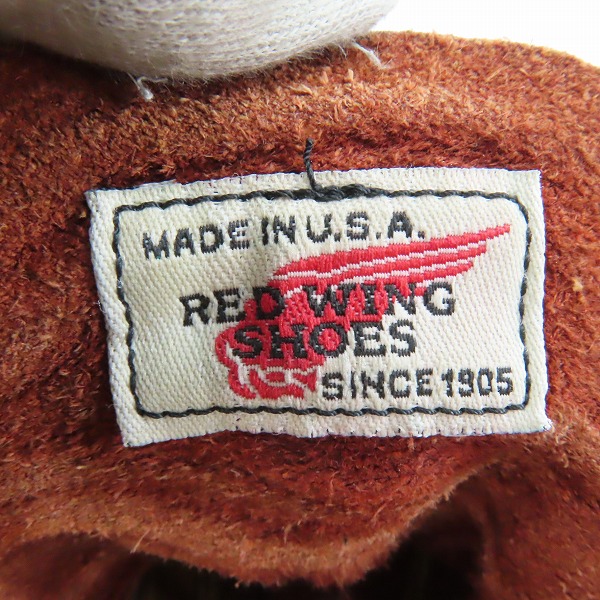 MADE IN U.S.A.
RED WING
SHOES
SINCE 1905